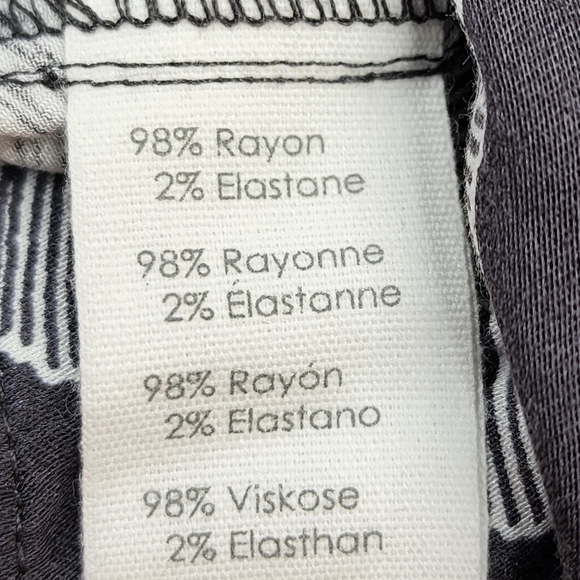 98% Rayon
2% Elastane
98% Rayonne
2% Élastanne
98% Rayón
2% Elastano
98% Viskose
2% Elasthan